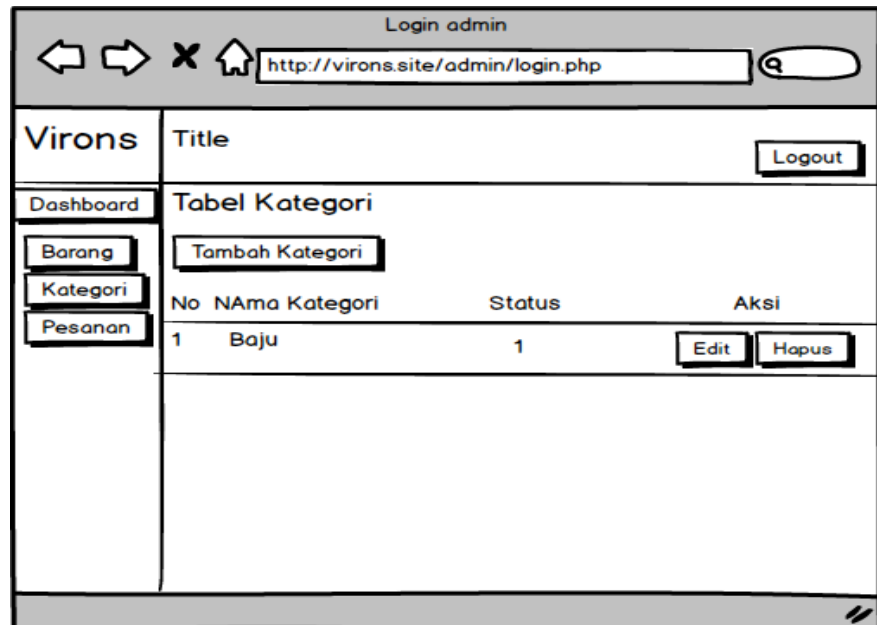 Login admin
http://virons.site/admin/login.php
Virons
Title
Logout
Dashboard
Barang
Kategori
Pesanan
Tabel Kategori
Tambah Kategori
No NAma Kategori Status Aksi
1 Baju 1 Edit Hapus